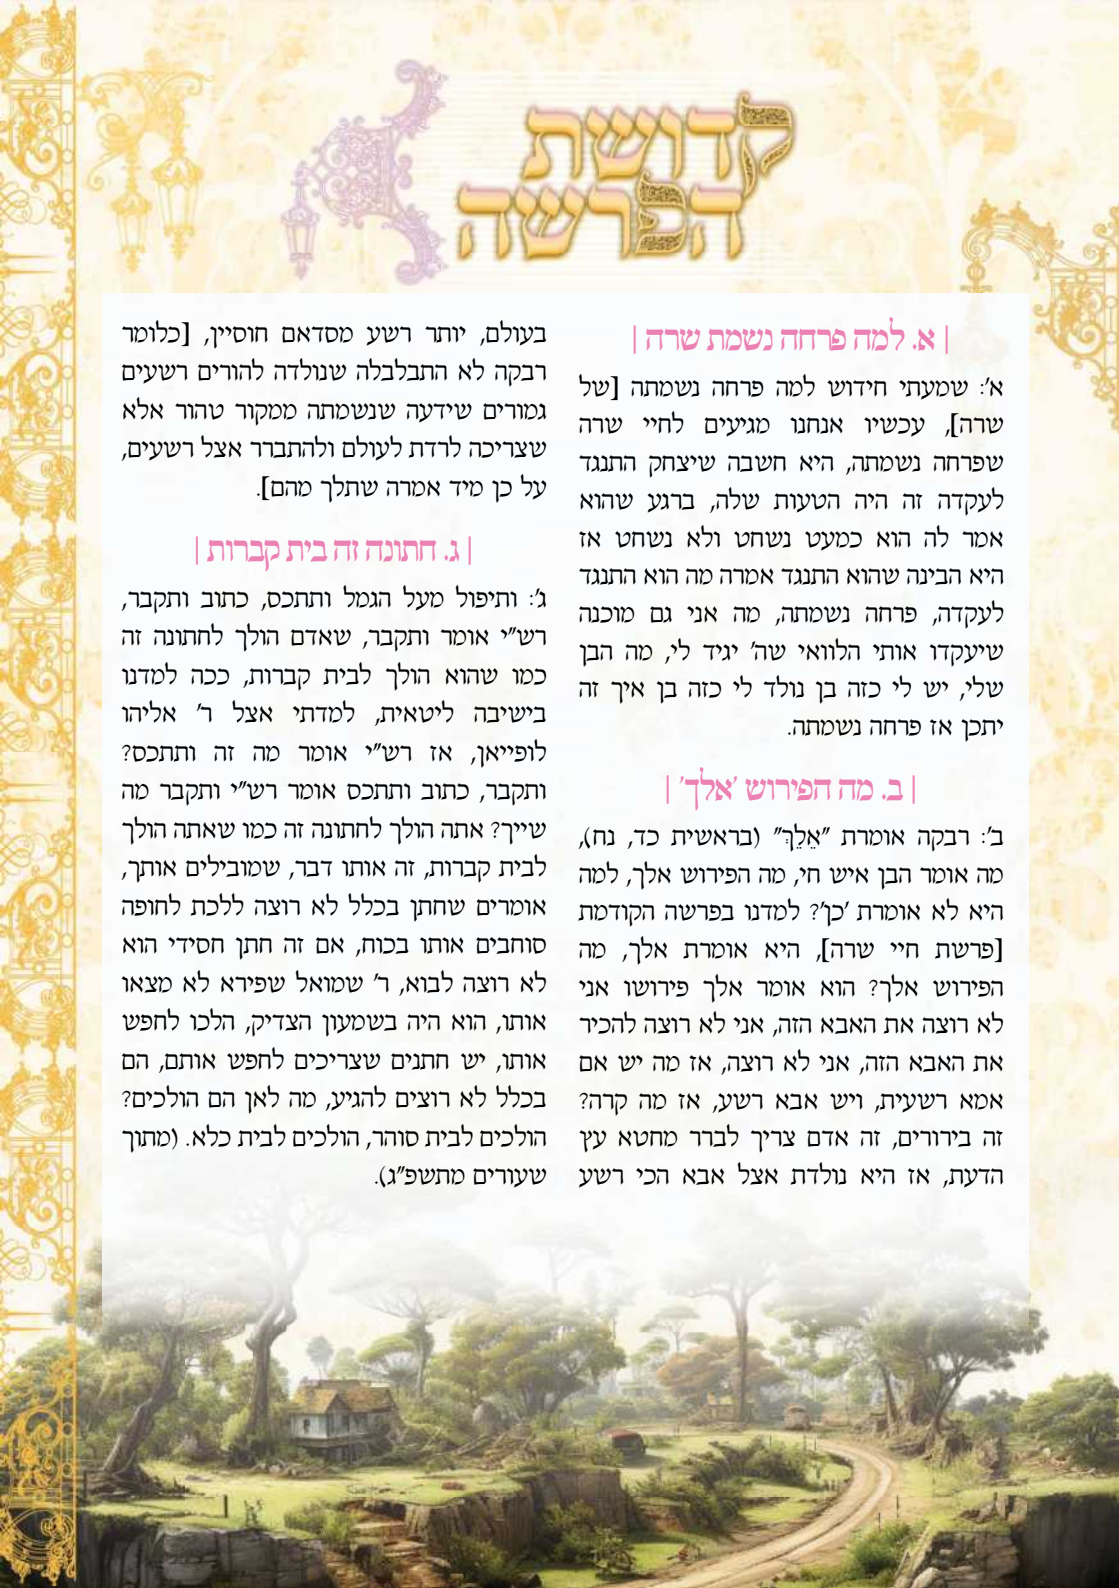 קדושת
הפרשה
| א. למה פרחה נשמת שרה |
א': שמעתי חידוש למה פרחה נשמתה [של
שרה], עכשיו אנחנו מגיעים לחיי שרה
שפרחה נשמתה, היא חשבה שיצחק התנגד
לעקדה זה היה הטעות שלה, ברגע שהוא
אמר לה הוא כמעט נשחט ולא נשחט אז
היא הבינה שהוא התנגד אמרה מה הוא התנגד
לעקדה, פרחה נשמתה, מה אני גם מוכנה
שיעקדו אותי הלוואי שה' יגיד לי, מה הבן
שלי, יש לי כזה בן נולד לי כזה בן איך זה
יתכן אז פרחה נשמתה.
| ב. מה הפירוש 'אלך' |
ב': רבקה אומרת "אֵלֵךְ" (בראשית כד, נח),
מה אומר הבן איש חי, מה הפירוש אלך, למה
היא לא אומרת 'כן'? למדנו בפרשה הקודמת
[פרשת חיי שרה], היא אומרת אלך, מה
הפירוש אלך? הוא אומר אלך פירושו אני
לא רוצה את האבא הזה, אני לא רוצה להכיר
את האבא הזה, אני לא רוצה, אז מה יש אם
אמא רשעית, ויש אבא רשע, אז מה קרה?
זה בירורים, זה אדם צריך לברר מחטא עץ
הדעת, אז היא נולדת אצל אבא הכי רשע
בעולם, יותר רשע מסדאם חוסיין, [כלומר
רבקה לא התבלבלה שנולדה להורים רשעים
גמורים שידעה שנשמתה ממקור טהור אלא
שצריכה לרדת לעולם ולהתברר אצל רשעים,
על כן מיד אמרה שתלך מהם].
| ג. חתונה זה בית קברות |
ג': ותיפול מעל הגמל ותתכס, כתוב ותקבר,
רש"י אומר ותקבר, שאדם הולך לחתונה זה
כמו שהוא הולך לבית קברות, ככה למדנו
בישיבה ליטאית, למדתי אצל ר' אליהו
לופייאן, אז רש"י אומר מה זה ותתכס?
ותקבר, כתוב ותתכס אומר רש"י ותקבר מה
שייך? אתה הולך לחתונה זה כמו שאתה הולך
לבית קברות, זה אותו דבר, שמובילים אותך,
אומרים שחתן בכלל לא רוצה ללכת לחופה
סוחבים אותו בכוח, אם זה חתן חסידי הוא
לא רוצה לבוא, ר' שמואל שפירא לא מצאו
אותו, הוא היה בשמעון הצדיק, הלכו לחפש
אותו, יש חתנים שצריכים לחפש אותם, הם
בכלל לא רוצים להגיע, מה לאן הם הולכים?
הולכים לבית סוהר, הולכים לבית כלא. (מתוך
שעורים מתשפ"ג).